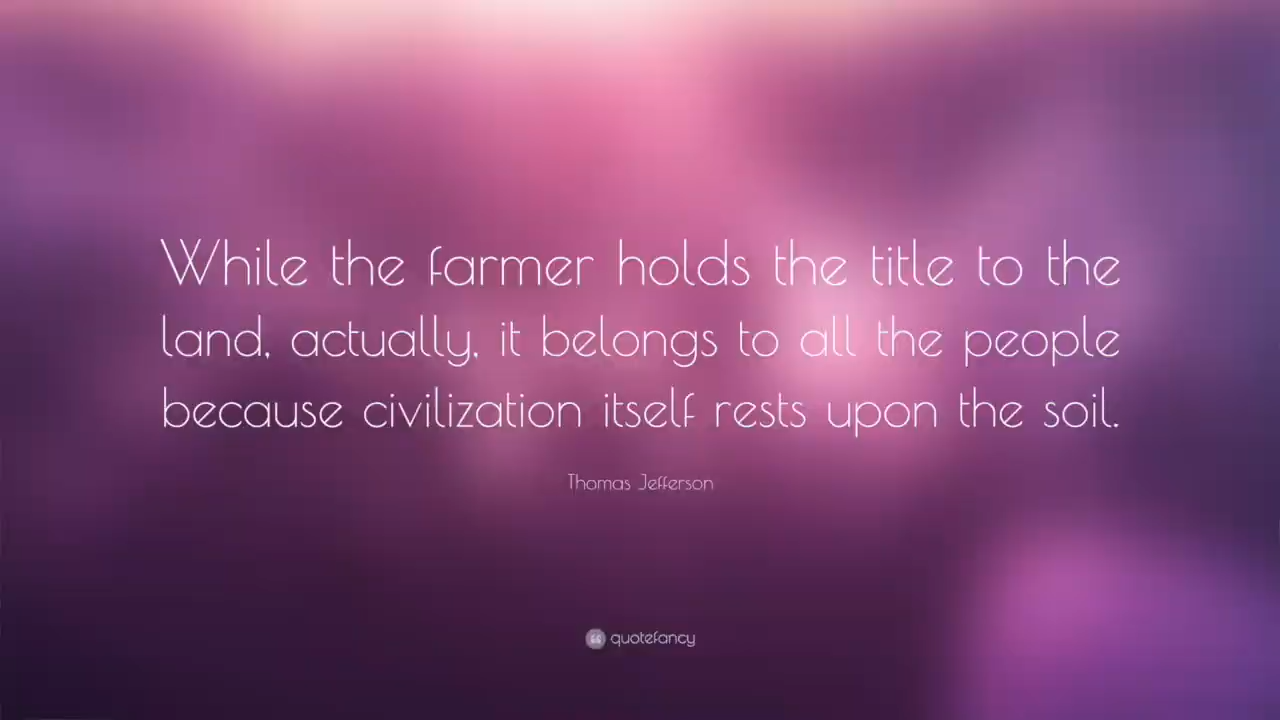 While the farmer holds the title to the
land, actually, it belongs to all the people
because civilization itself rests upon the soil.
Thomas Jefferson
quotefancy